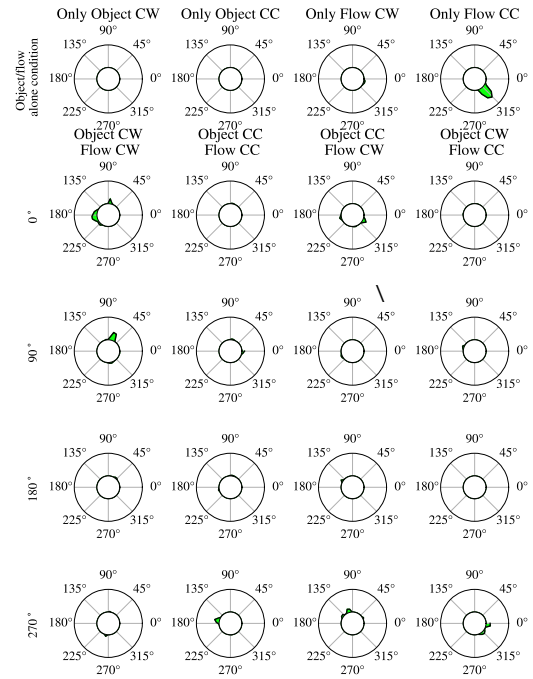 Only Object CW Only Object CC Only Flow CW Only Flow CC
90° 90° 90° 90°
135° 45° 135° 45° 135° 45° 135° 45°
Object/flow
alone condition
180° 0° 180° 0° 180° 0° 180° 0°
225° 315° 225° 315° 225° 315° 225° 315°
270° 270° 270° 270°
Object CW Object CC Object CC Object CW
Flow CW Flow CC Flow CW Flow CC
90° 90° 90° 90°
135° 45° 135° 45° 135° 45° 135° 45°
0° 180° 0° 180° 0° 180° 0° 180° 0°
225° 315° 225° 315° 225° 315° 225° 315°
270° 270° 270° 270°
90° 90° 90° 90°
135° 45° 135° 45° 135° 45° 135° 45°
90° 180° 0° 180° 0° 180° 0° 180° 0°
225° 315° 225° 315° 225° 315° 225° 315°
270° 270° 270° 270°
90° 90° 90° 90°
135° 45° 135° 45° 135° 45° 135° 45°
180° 180° 0° 180° 0° 180° 0° 180° 0°
225° 315° 225° 315° 225° 315° 225° 315°
270° 270° 270° 270°
90° 90° 90° 90°
135° 45° 135° 45° 135° 45° 135° 45°
270° 180° 0° 180° 0° 180° 0° 180° 0°
225° 315° 225° 315° 225° 315° 225° 315°
270° 270° 270° 270°